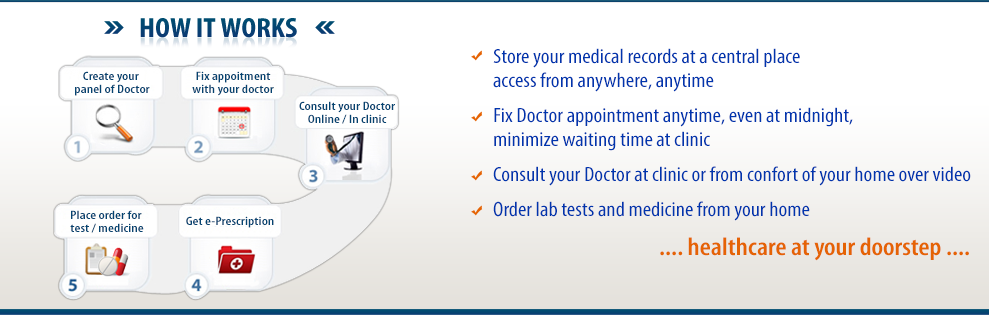 » HOW IT WORKS «
Create your
panel of Doctor
1
Fix appoitment
with your doctor
2
Consult your Doctor
Online / In clinic
3
Get e-Prescription
4
Place order for
test / medicine
5
Store your medical records at a central place
access from anywhere, anytime
Fix Doctor appointment anytime, even at midnight,
minimize waiting time at clinic
Consult your Doctor at clinic or from confort of your home over video
Order lab tests and medicine from your home
.... healthcare at your doorstep ....